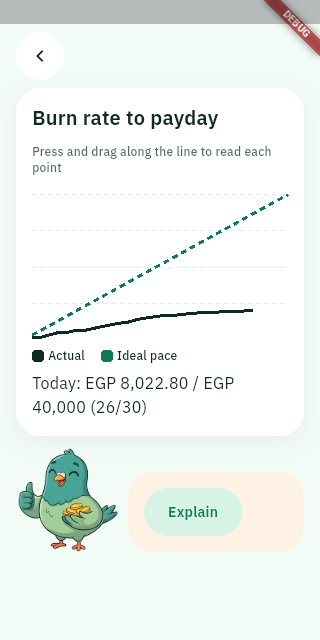 DEBUG
Burn rate to payday
Press and drag along the line to read each
point
Actual
Ideal pace
Today: EGP 8,022.80 / EGP
40,000 (26/30)
Explain